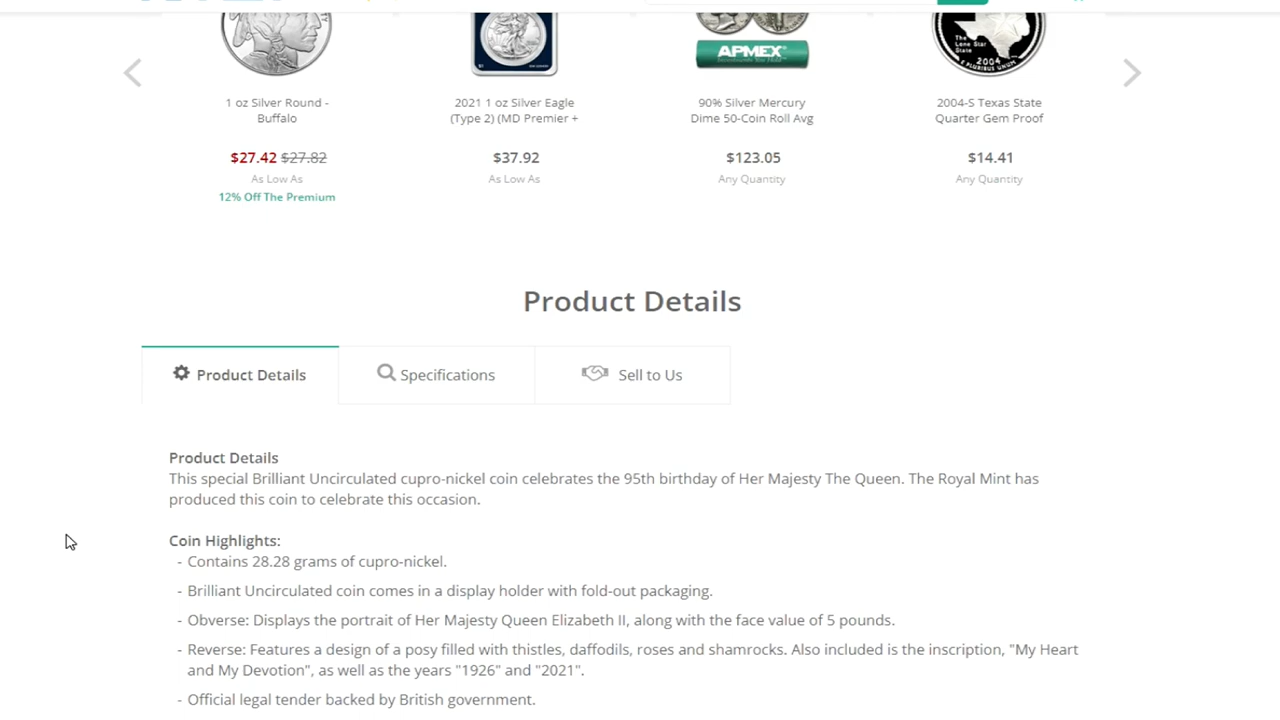 The
Lone Star
State
APMEX
2004
E PLURIBUS UNUM
1 oz Silver Round -
Buffalo
2021 1 oz Silver Eagle
(Type 2) (MD Premier +
90% Silver Mercury
Dime 50-Coin Roll Avg
2004-S Texas State
Quarter Gem Proof
$27.42 $27.82
$37.92
$123.05
$14.41
As Low As
As Low As
Any Quantity
Any Quantity
12% Off The Premium
Product Details
Product Details
Specifications
Sell to Us
Product Details
This special Brilliant Uncirculated cupro-nickel coin celebrates the 95th birthday of Her Majesty The Queen. The Royal Mint has
produced this coin to celebrate this occasion.
Coin Highlights:
- Contains 28.28 grams of cupro-nickel.
- Brilliant Uncirculated coin comes in a display holder with fold-out packaging.
- Obverse: Displays the portrait of Her Majesty Queen Elizabeth II, along with the face value of 5 pounds.
- Reverse: Features a design of a posy filled with thistles, daffodils, roses and shamrocks. Also included is the inscription, "My Heart
and My Devotion", as well as the years "1926" and "2021".
- Official legal tender backed by British government.